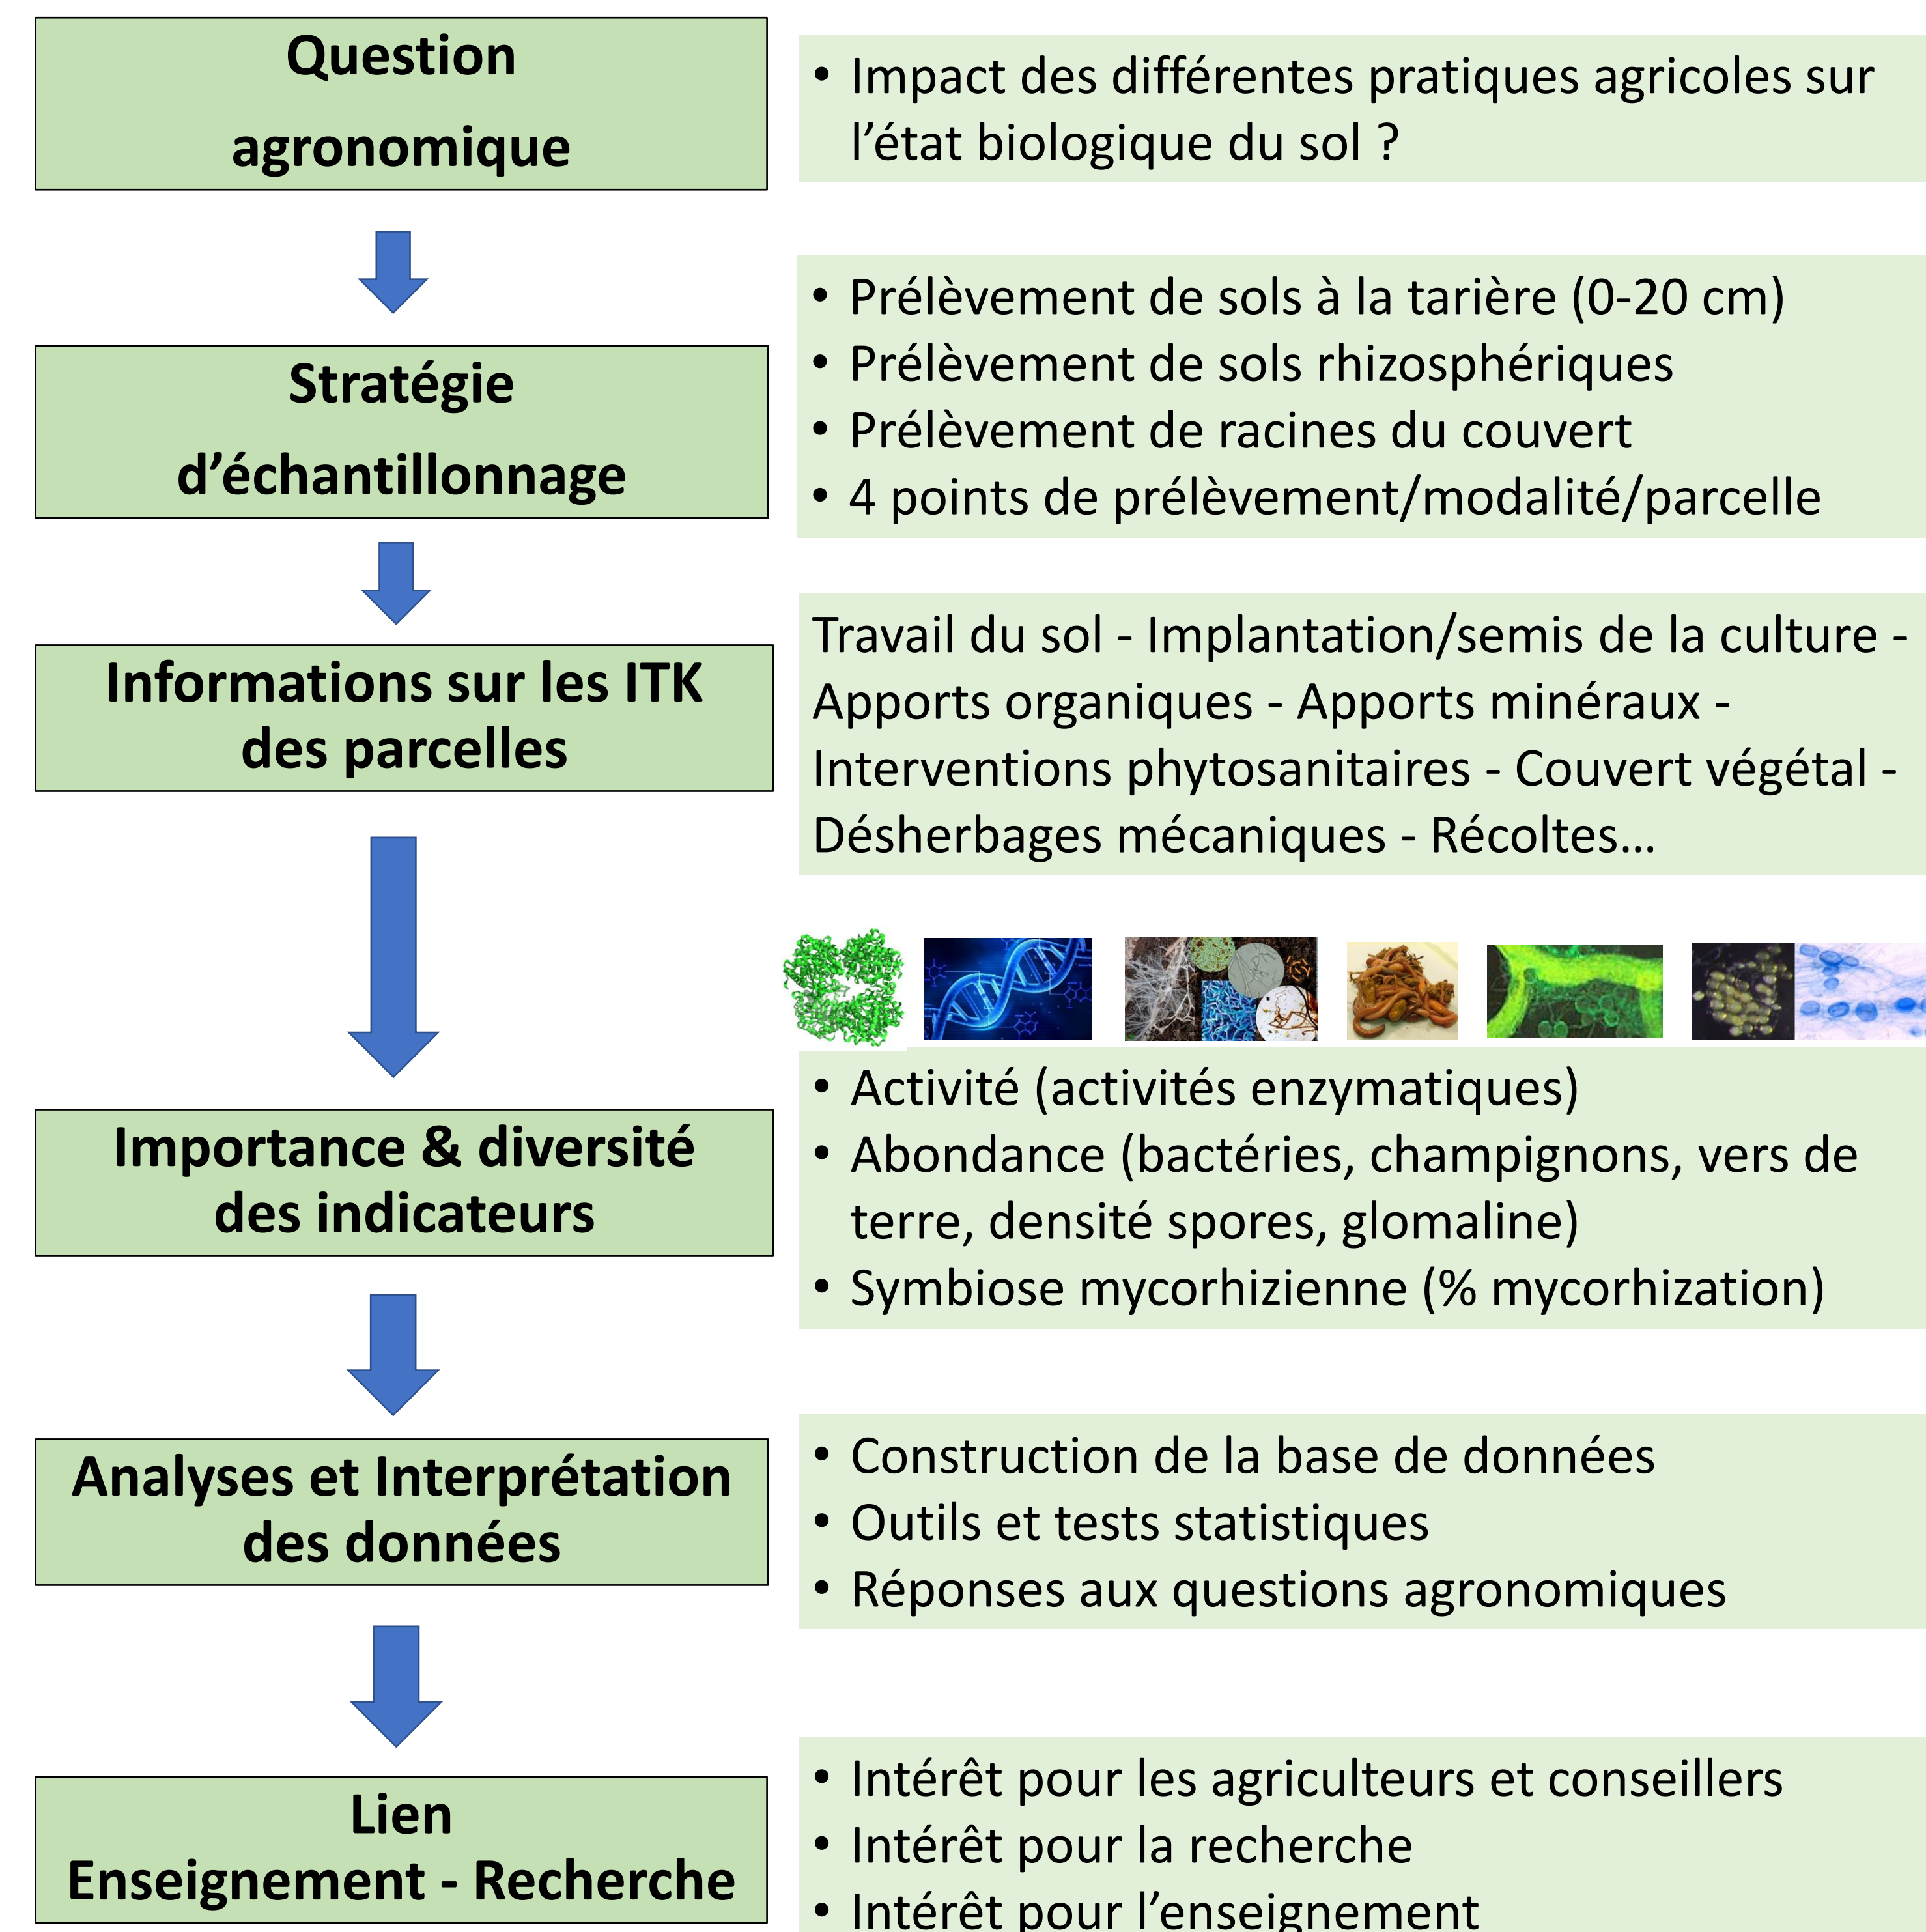 Question
agronomique
• Impact des différentes pratiques agricoles sur
l’état biologique du sol ?
Stratégie
d’échantillonnage
• Prélèvement de sols à la tarière (0-20 cm)
• Prélèvement de sols rhizosphériques
• Prélèvement de racines du couvert
• 4 points de prélèvement/modalité/parcelle
Informations sur les ITK
des parcelles
Travail du sol - Implantation/semis de la culture -
Apports organiques - Apports minéraux -
Interventions phytosanitaires - Couvert végétal -
Désherbages mécaniques - Récoltes…
Importance & diversité
des indicateurs
• Activité (activités enzymatiques)
• Abondance (bactéries, champignons, vers de
terre, densité spores, glomaline)
• Symbiose mycorhizienne (% mycorhization)
Analyses et Interprétation
des données
• Construction de la base de données
• Outils et tests statistiques
• Réponses aux questions agronomiques
Lien
Enseignement - Recherche
• Intérêt pour les agriculteurs et conseillers
• Intérêt pour la recherche
• Intérêt pour l’enseignement